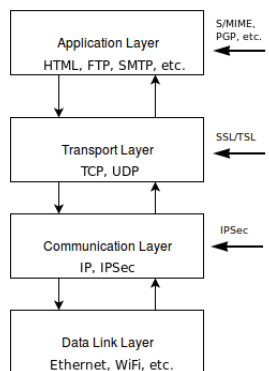 S/MIME,
PGP, etc.
Application Layer
HTML, FTP, SMTP, etc.
SSL/TSL
Transport Layer
TCP, UDP
IPSec
Communication Layer
IP, IPSec
Data Link Layer
Ethernet, WiFi, etc.